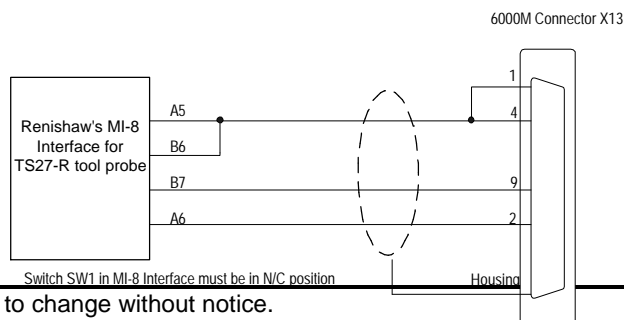 6000M Connector X13
1
A5
4
Renishaw's MI-8
Interface for
TS27-R tool probe
B6
B7
9
A6
2
Switch SW1 in MI-8 Interface must be in N/C position
Housing
to change without notice.